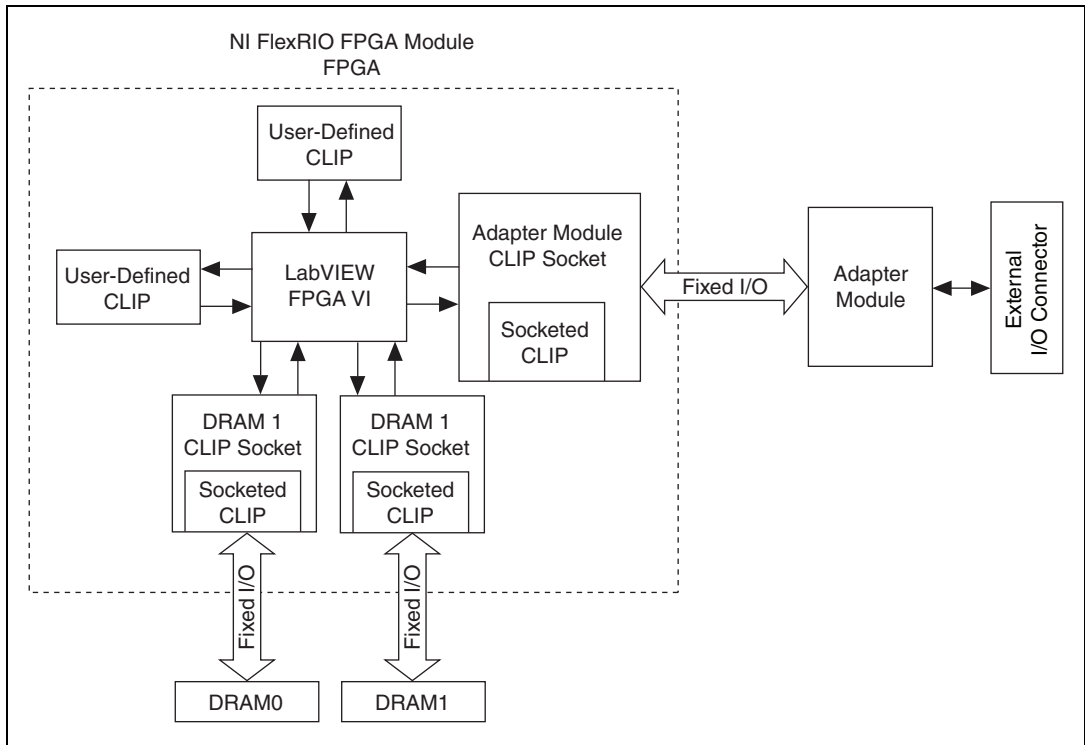 NI FlexRIO FPGA Module
FPGA
User-Defined
CLIP
User-Defined
CLIP
LabVIEW
FPGA VI
Adapter Module
CLIP Socket
Socketed
CLIP
Fixed I/O
Adapter
Module
External
I/O Connector
DRAM 1
CLIP Socket
Socketed
CLIP
DRAM 1
CLIP Socket
Socketed
CLIP
Fixed I/O
Fixed I/O
DRAM0
DRAM1